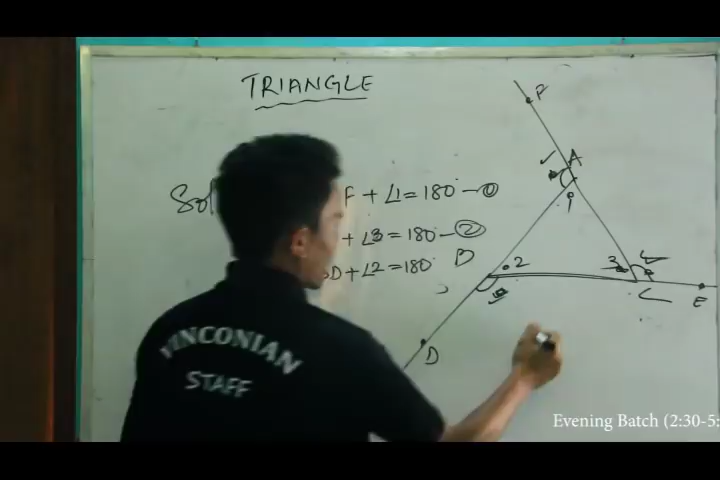 TRIANGLE
Sol
F + ∠1 = 180° - ①
+ ∠3 = 180° - ②
D + ∠2 = 180°
F
A
1
B
2
3
C
E
D
VINCONIAN
STAFF
Evening Batch (2:30-5: